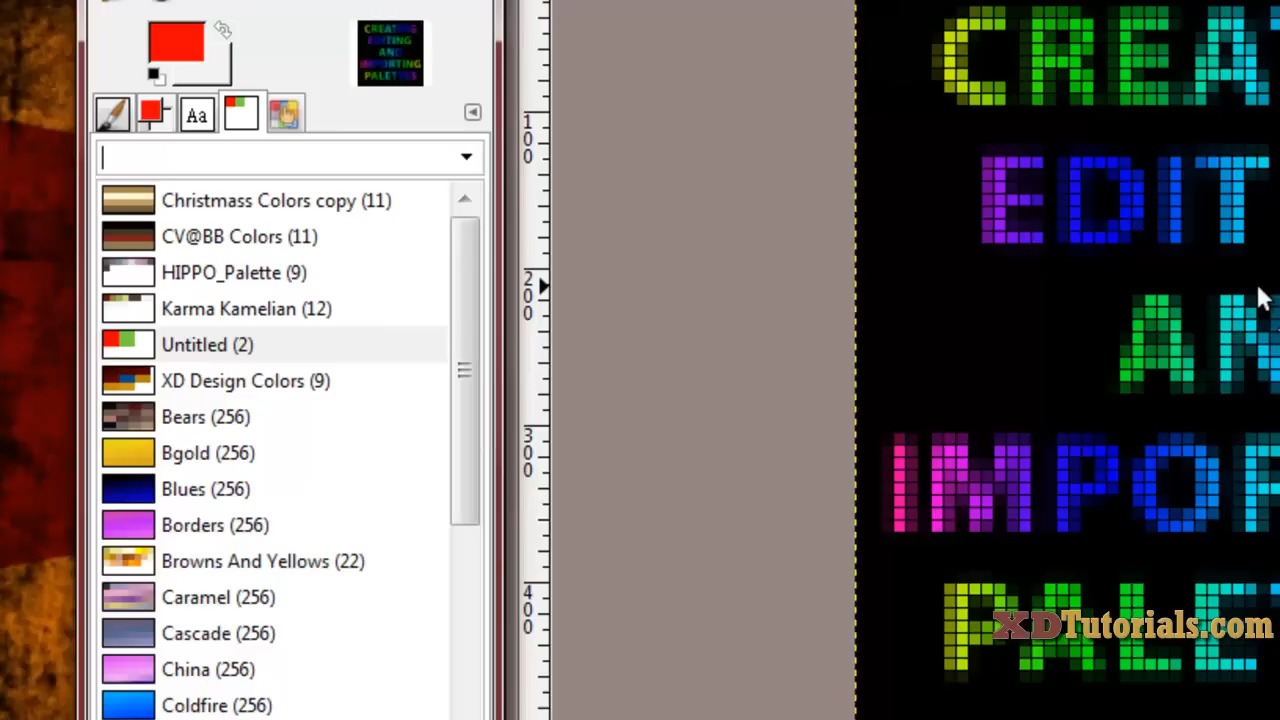 Aa
Christmass Colors copy (11)
CV@BB Colors (11)
HIPPO_Palette (9)
Karma Kamelian (12)
Untitled (2)
XD Design Colors (9)
Bears (256)
Bgold (256)
Blues (256)
Borders (256)
Browns And Yellows (22)
Caramel (256)
Cascade (256)
China (256)
Coldfire (256)
100
200
300
400
CREA
EDIT
AN
IMPOR
PALE
XDTutorials.com